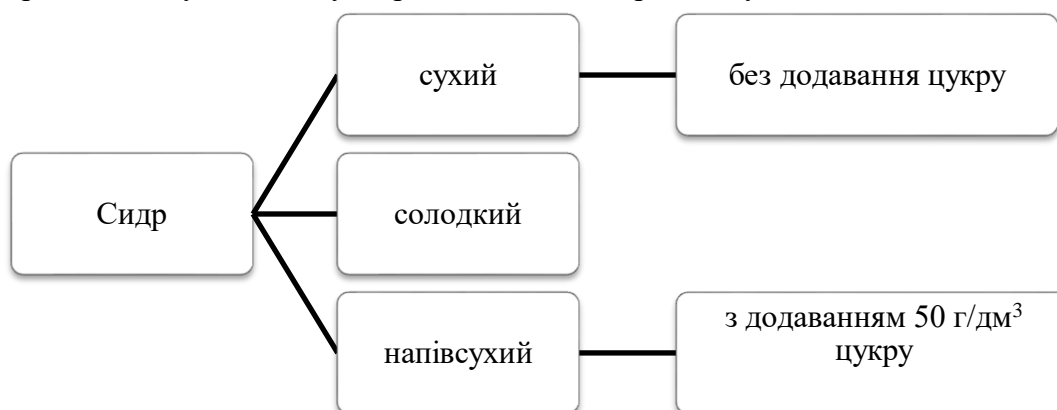 сухий
без додавання цукру
Сидр
солодкий
напівсухий
з додаванням 50 г/дм³
цукру